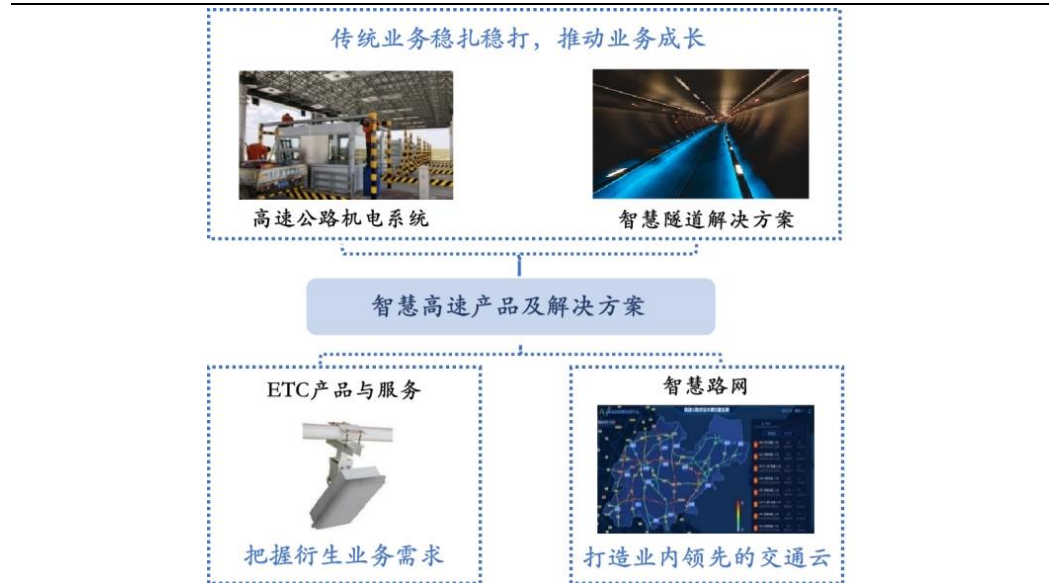 传统业务稳扎稳打，推动业务成长
高速公路机电系统
智慧隧道解决方案
智慧高速产品及解决方案
ETC产品与服务
把握衍生业务需求
智慧路网
打造业内领先的交通云